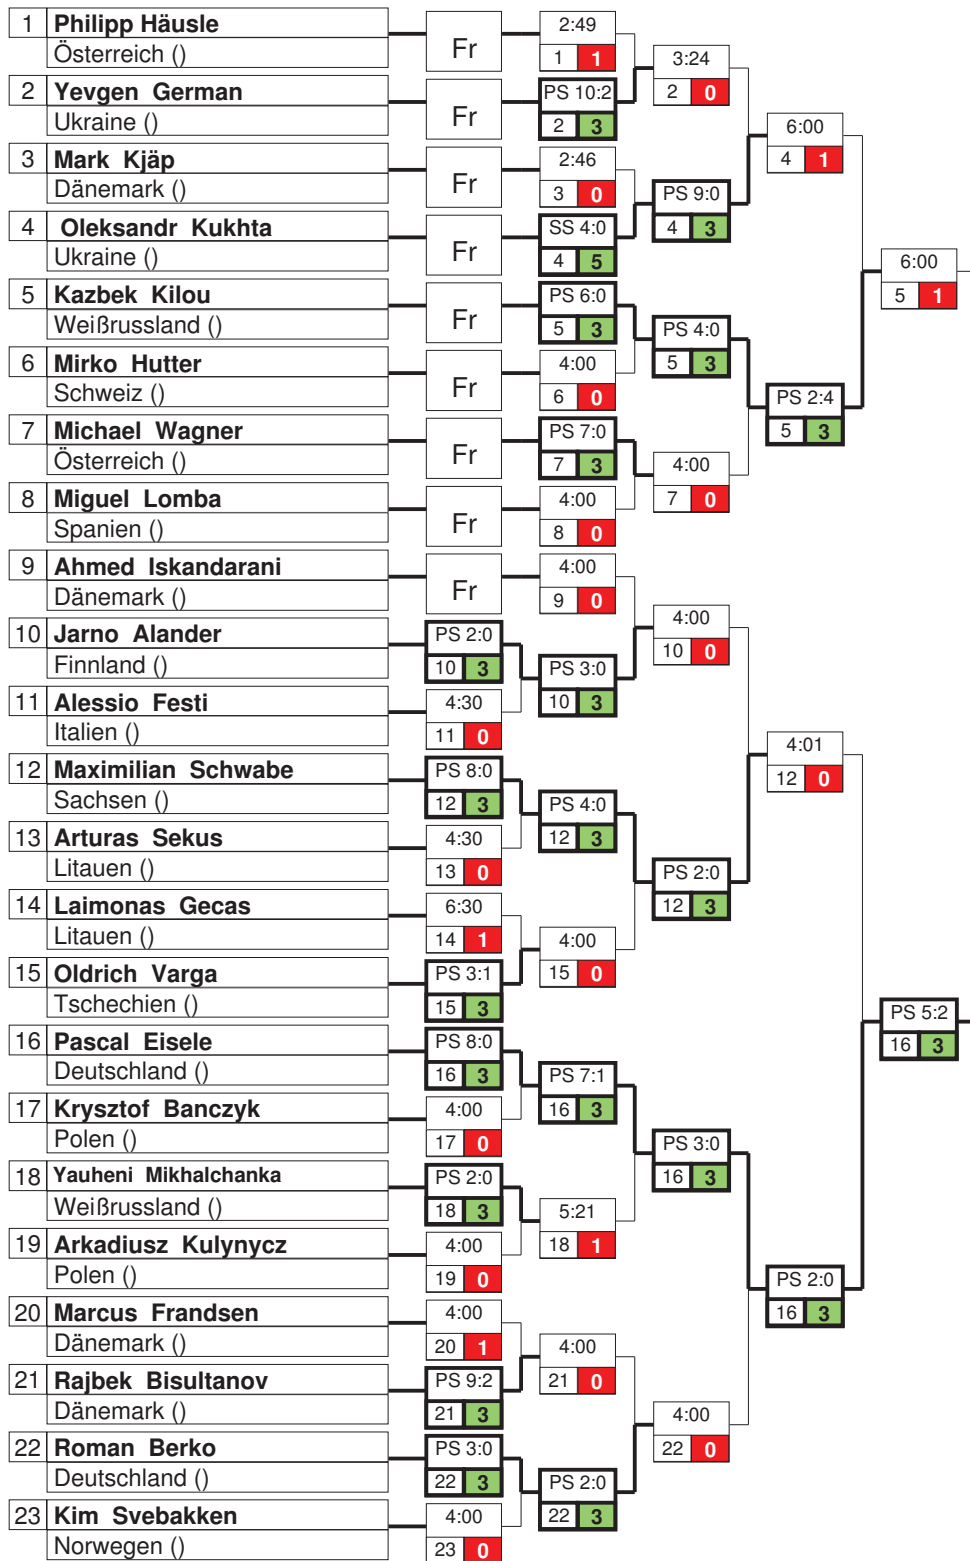 1 Philipp Häusle
Österreich ()
Fr
2:49
1 1
3:24
2 0
2 Yevgen German
Ukraine ()
Fr
PS 10:2
2 3
6:00
4 1
3 Mark Kjäp
Dänemark ()
Fr
2:46
3 0
PS 9:0
4 3
4 Oleksandr Kukhta
Ukraine ()
Fr
SS 4:0
4 5
6:00
5 1
5 Kazbek Kilou
Weißrussland ()
Fr
PS 6:0
5 3
PS 4:0
5 3
6 Mirko Hutter
Schweiz ()
Fr
4:00
6 0
PS 2:4
5 3
7 Michael Wagner
Österreich ()
Fr
PS 7:0
7 3
4:00
7 0
8 Miguel Lomba
Spanien ()
Fr
4:00
8 0
9 Ahmed Iskandarani
Dänemark ()
Fr
4:00
9 0
4:00
10 0
10 Jarno Alander
Finnland ()
PS 2:0
10 3
PS 3:0
10 3
11 Alessio Festi
Italien ()
4:30
11 0
4:01
12 0
12 Maximilian Schwabe
Sachsen ()
PS 8:0
12 3
PS 4:0
12 3
13 Arturas Sekus
Litauen ()
4:30
13 0
PS 2:0
12 3
14 Laimonas Gecas
Litauen ()
6:30
14 1
4:00
15 0
15 Oldrich Varga
Tschechien ()
PS 3:1
15 3
PS 5:2
16 3
16 Pascal Eisele
Deutschland ()
PS 8:0
16 3
PS 7:1
16 3
17 Krysztof Banczyk
Polen ()
4:00
17 0
PS 3:0
16 3
18 Yauheni Mikhalchanka
Weißrussland ()
PS 2:0
18 3
5:21
18 1
19 Arkadiusz Kulynycz
Polen ()
4:00
19 0
PS 2:0
16 3
20 Marcus Frandsen
Dänemark ()
4:00
20 1
4:00
21 0
21 Rajbek Bisultanov
Dänemark ()
PS 9:2
21 3
4:00
22 0
22 Roman Berko
Deutschland ()
PS 3:0
22 3
PS 2:0
22 3
23 Kim Svebakken
Norwegen ()
4:00
23 0